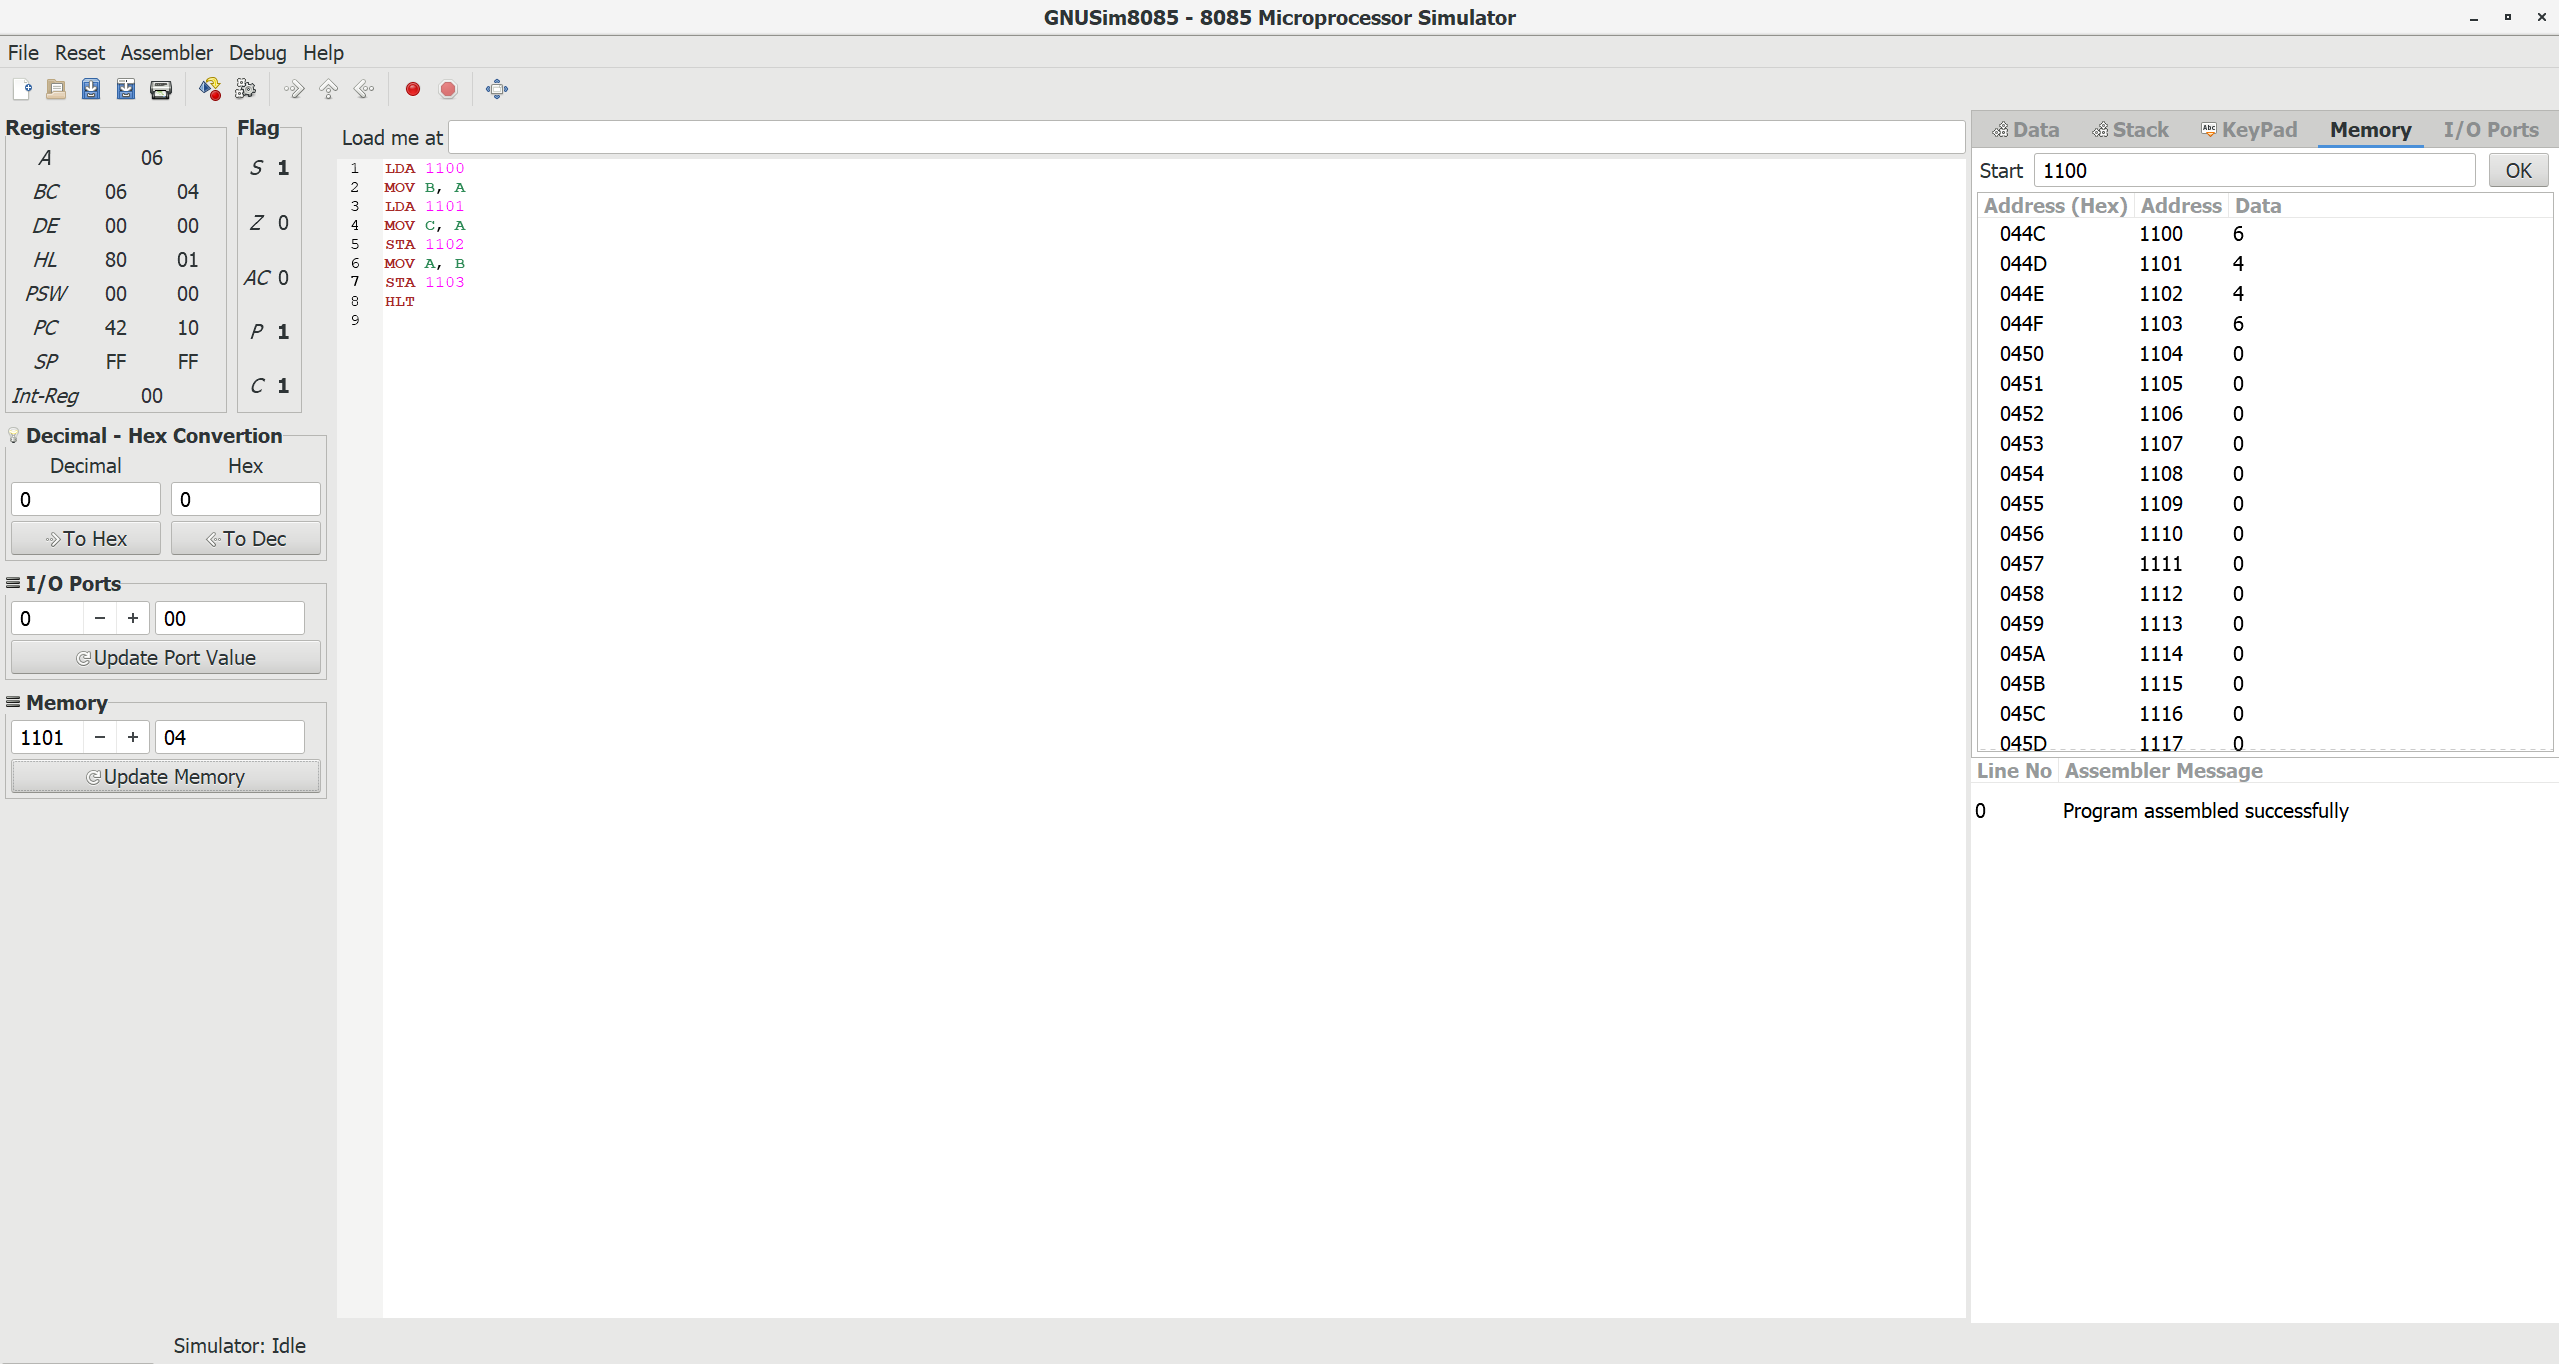 GNUSim8085 - 8085 Microprocessor Simulator
File Reset Assembler Debug Help
Registers
A 06
BC 06 04
DE 00 00
HL 80 01
PSW 00 00
PC 42 10
SP FF FF
Int-Reg 00
Flag
S 1
Z 0
AC 0
P 1
C 1
Decimal - Hex Convertion
Decimal Hex
0 0
To Hex To Dec
I/O Ports
0 − + 00
Update Port Value
Memory
1101 − + 04
Update Memory
Load me at
1 LDA 1100
2 MOV B, A
3 LDA 1101
4 MOV C, A
5 STA 1102
6 MOV A, B
7 STA 1103
8 HLT
9
Data Stack Abc KeyPad Memory I/O Ports
Start 1100 OK
Address (Hex) Address Data
044C 1100 6
044D 1101 4
044E 1102 4
044F 1103 6
0450 1104 0
0451 1105 0
0452 1106 0
0453 1107 0
0454 1108 0
0455 1109 0
0456 1110 0
0457 1111 0
0458 1112 0
0459 1113 0
045A 1114 0
045B 1115 0
045C 1116 0
045D 1117 0
Line No Assembler Message
0 Program assembled successfully
Simulator: Idle